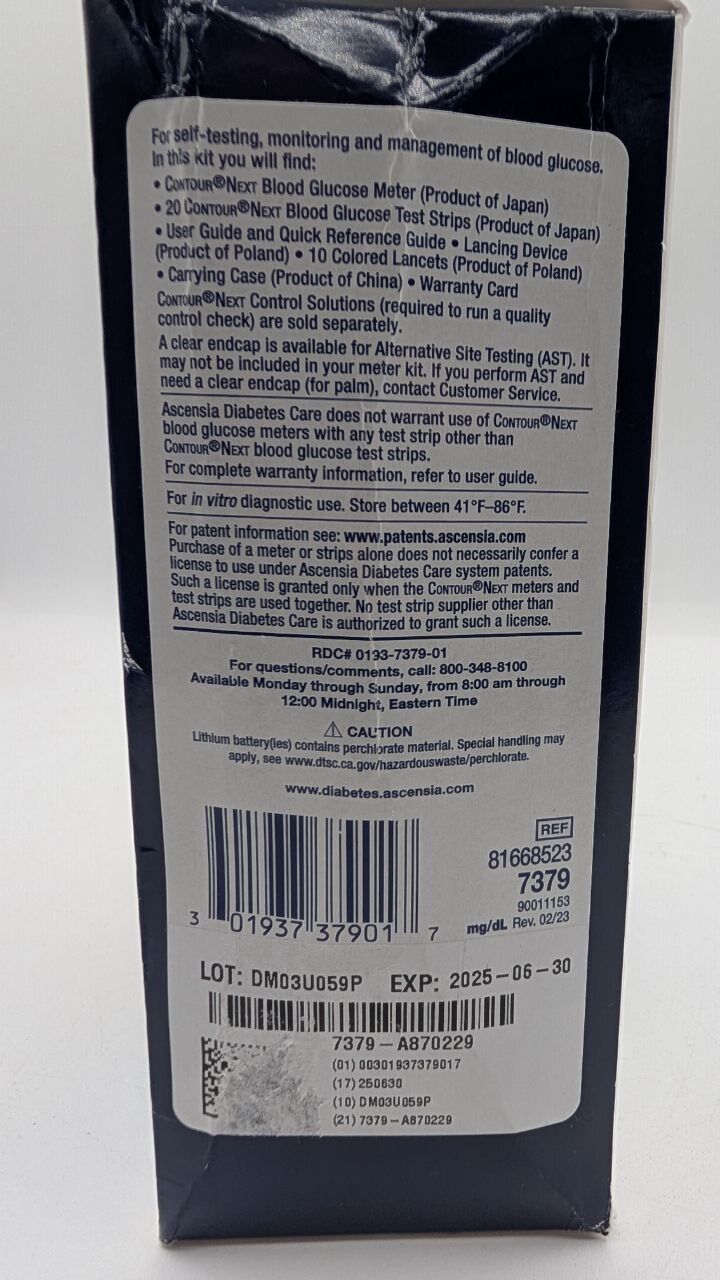 For self-testing, monitoring and management of blood glucose.
In this kit you will find:
• CONTOUR®NEXT Blood Glucose Meter (Product of Japan)
• 20 CONTOUR®NEXT Blood Glucose Test Strips (Product of Japan)
• User Guide and Quick Reference Guide • Lancing Device
(Product of Poland) • 10 Colored Lancets (Product of Poland)
• Carrying Case (Product of China) • Warranty Card
CONTOUR®NEXT Control Solutions (required to run a quality
control check) are sold separately.
A clear endcap is available for Alternative Site Testing (AST). It
may not be included in your meter kit. If you perform AST and
need a clear endcap (for palm), contact Customer Service.
Ascensia Diabetes Care does not warrant use of CONTOUR®NEXT
blood glucose meters with any test strip other than
CONTOUR®NEXT blood glucose test strips.
For complete warranty information, refer to user guide.
For in vitro diagnostic use. Store between 41°F–86°F.
For patent information see: www.patents.ascensia.com
Purchase of a meter or strips alone does not necessarily confer a
license to use under Ascensia Diabetes Care system patents.
Such a license is granted only when the CONTOUR®NEXT meters and
test strips are used together. No test strip supplier other than
Ascensia Diabetes Care is authorized to grant such a license.
RDC# 0193-7379-01
For questions/comments, call: 800-348-8100
Available Monday through Sunday, from 8:00 am through
12:00 Midnight, Eastern Time
⚠ CAUTION
Lithium battery(ies) contains perchlorate material. Special handling may
apply, see www.dtsc.ca.gov/hazardouswaste/perchlorate.
www.diabetes.ascensia.com
REF
81668523
7379
90011153
mg/dL Rev. 02/23
3 01937 37901 7
LOT: DM03U059P EXP: 2025-06-30
7379-A870229
(01) 00301937379017
(17) 250630
(10) DM03U059P
(21) 7379-A870229